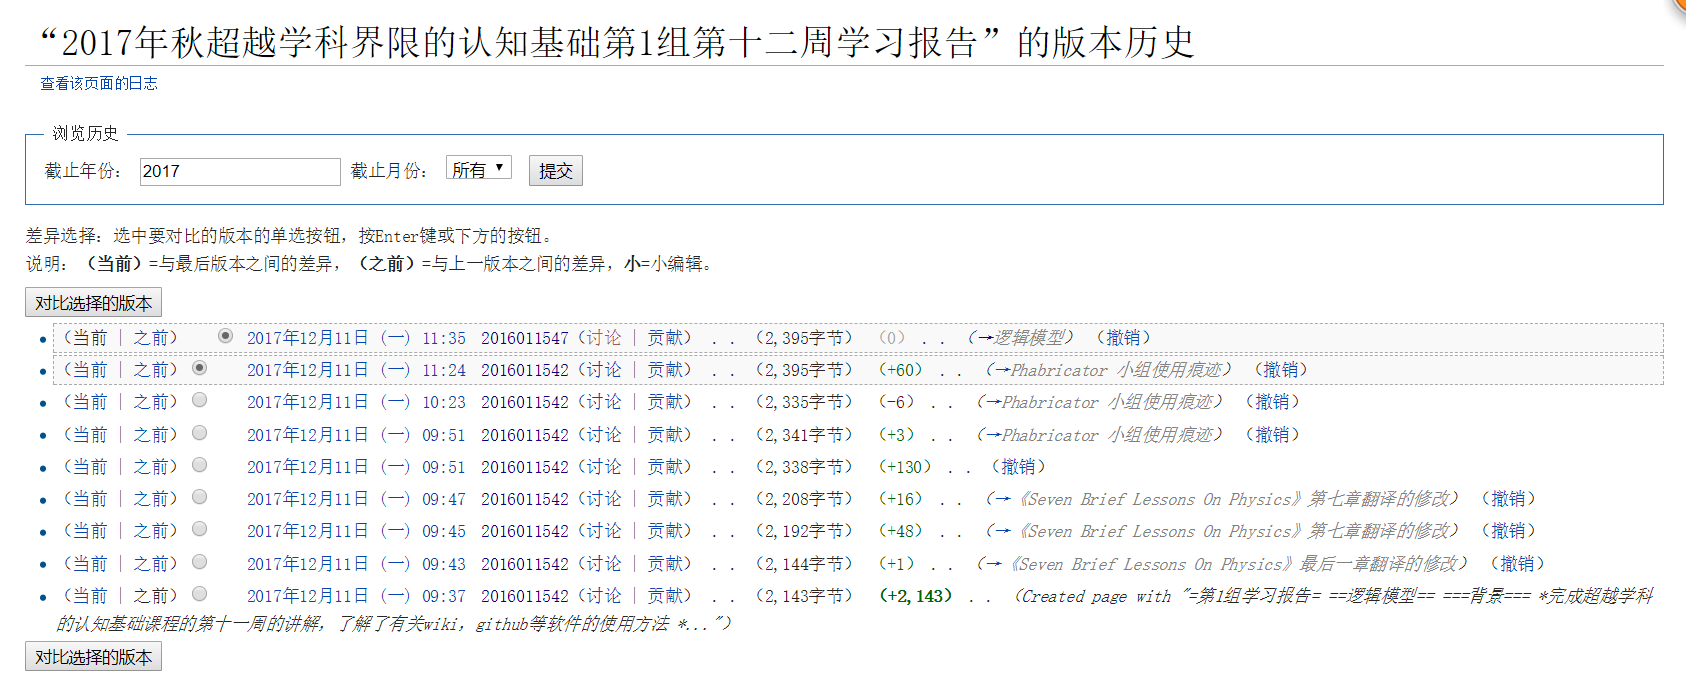 “2017年秋超越学科界限的认知基础第1组第十二周学习报告”的版本历史
查看该页面的日志
浏览历史
截止年份: 2017 截止月份: 所有 提交
差异选择: 选中要对比的版本的单选按钮, 按Enter键或下方的按钮。
说明: (当前)=与最后版本之间的差异, (之前)=与上一版本之间的差异, 小=小编辑。
对比选择的版本
(当前 | 之前) 2017年12月11日 (一) 11:35 2016011547 (讨论 | 贡献) . . (2,395字节) (0) . . (→逻辑模型) (撤销)
(当前 | 之前) 2017年12月11日 (一) 11:24 2016011542 (讨论 | 贡献) . . (2,395字节) (+60) . . (→Phabricator 小组使用痕迹) (撤销)
(当前 | 之前) 2017年12月11日 (一) 10:23 2016011542 (讨论 | 贡献) . . (2,335字节) (-6) . . (→Phabricator 小组使用痕迹) (撤销)
(当前 | 之前) 2017年12月11日 (一) 09:51 2016011542 (讨论 | 贡献) . . (2,341字节) (+3) . . (→Phabricator 小组使用痕迹) (撤销)
(当前 | 之前) 2017年12月11日 (一) 09:51 2016011542 (讨论 | 贡献) . . (2,338字节) (+130) . . (撤销)
(当前 | 之前) 2017年12月11日 (一) 09:47 2016011542 (讨论 | 贡献) . . (2,208字节) (+16) . . (→《Seven Brief Lessons On Physics》第七章翻译的修改) (撤销)
(当前 | 之前) 2017年12月11日 (一) 09:45 2016011542 (讨论 | 贡献) . . (2,192字节) (+48) . . (→《Seven Brief Lessons On Physics》第七章翻译的修改) (撤销)
(当前 | 之前) 2017年12月11日 (一) 09:43 2016011542 (讨论 | 贡献) . . (2,144字节) (+1) . . (→《Seven Brief Lessons On Physics》最后一章翻译的修改) (撤销)
(当前 | 之前) 2017年12月11日 (一) 09:37 2016011542 (讨论 | 贡献) . . (2,143字节) (+2,143) . . (Created page with "=第1组学习报告= ==逻辑模型== ===背景=== *完成超越学科
的认知基础课程的第十一周的讲解, 了解了有关wiki, github等软件的使用方法 *...")
对比选择的版本